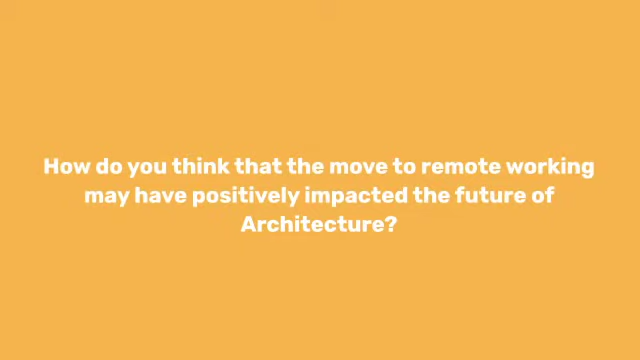 How do you think that the move to remote working
may have positively impacted the future of
Architecture?